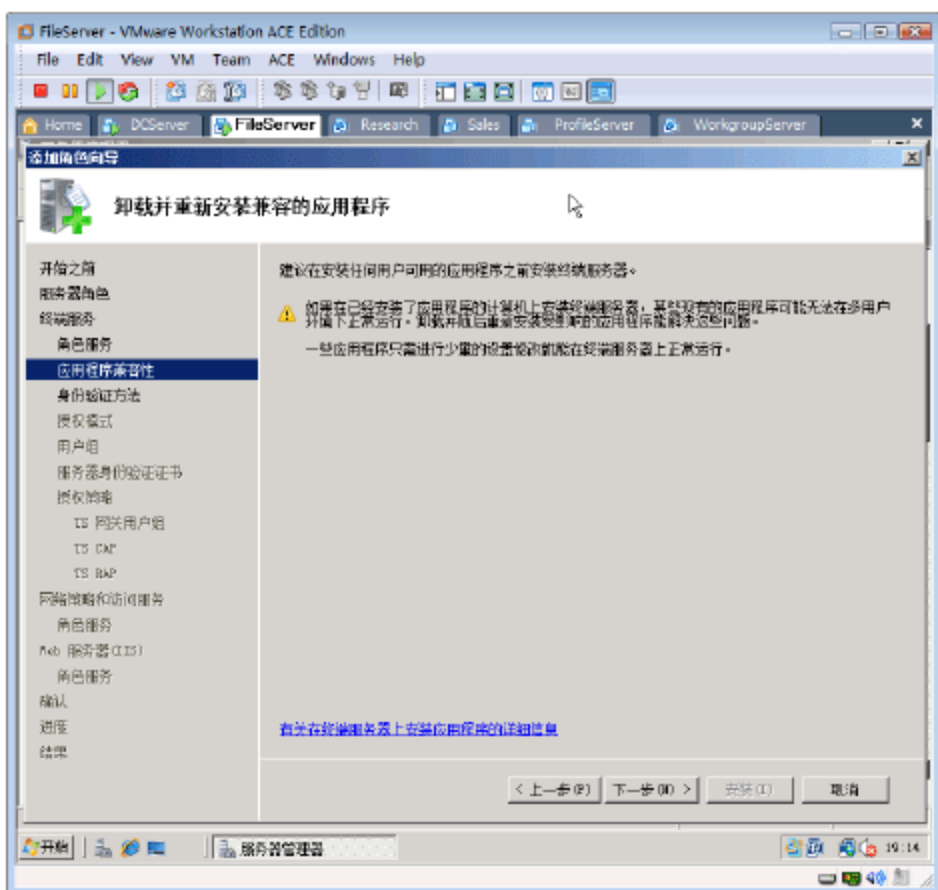 FileServer - VMware Workstation ACE Edition
File Edit View VM Team ACE Windows Help
Home DCServer FileServer Research Sales ProfileServer WorkgroupServer
添加角色向导
卸载并重新安装兼容的应用程序
开始之前
服务器角色
终端服务
角色服务
应用程序兼容性
身份验证方法
授权模式
用户组
服务器身份验证证书
授权策略
TS 网关用户组
TS CAP
TS RAP
网络策略和访问服务
角色服务
Web 服务器(IIS)
角色服务
确认
进度
结果
建议在安装任何用户可用的应用程序之前安装终端服务器。
如果在已经安装了应用程序的计算机上安装终端服务器，某些现有的应用程序可能无法在多用户
环境下正常运行。卸载并随后重新安装受影响的应用程序能解决这些问题。
一些应用程序只需进行少量的设置修改就能在终端服务器上正常运行。
有关在终端服务器上安装应用程序的详细信息
< 上一步(P) 下一步(N) > 安装(I) 取消
开始 服务器管理器 19:14